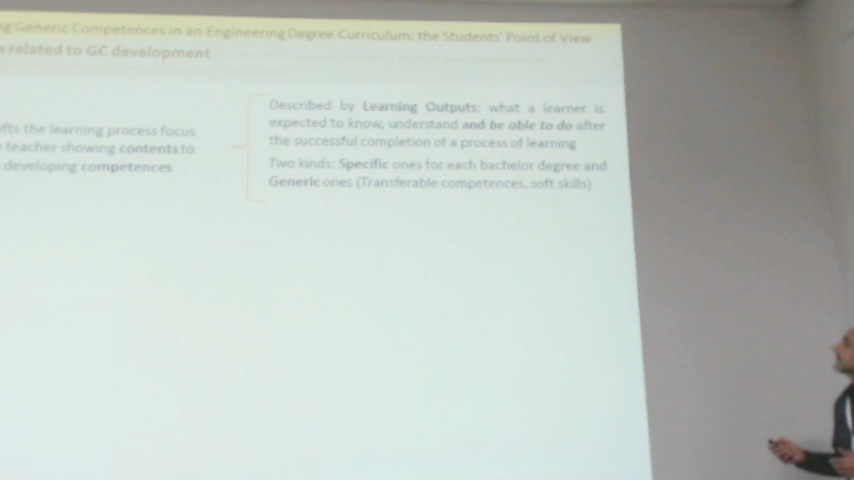 g Generic Competences in an Engineering Degree Curriculum: the Students' Point of View
s related to GC development
Described by Learning Outputs: what a learner is
expected to know, understand and be able to do after
the successful completion of a process of learning
Two kinds: Specific ones for each bachelor degree and
Generic ones (Transferable competences, soft skills)
fts the learning process focus
teacher showing contents to
developing competences